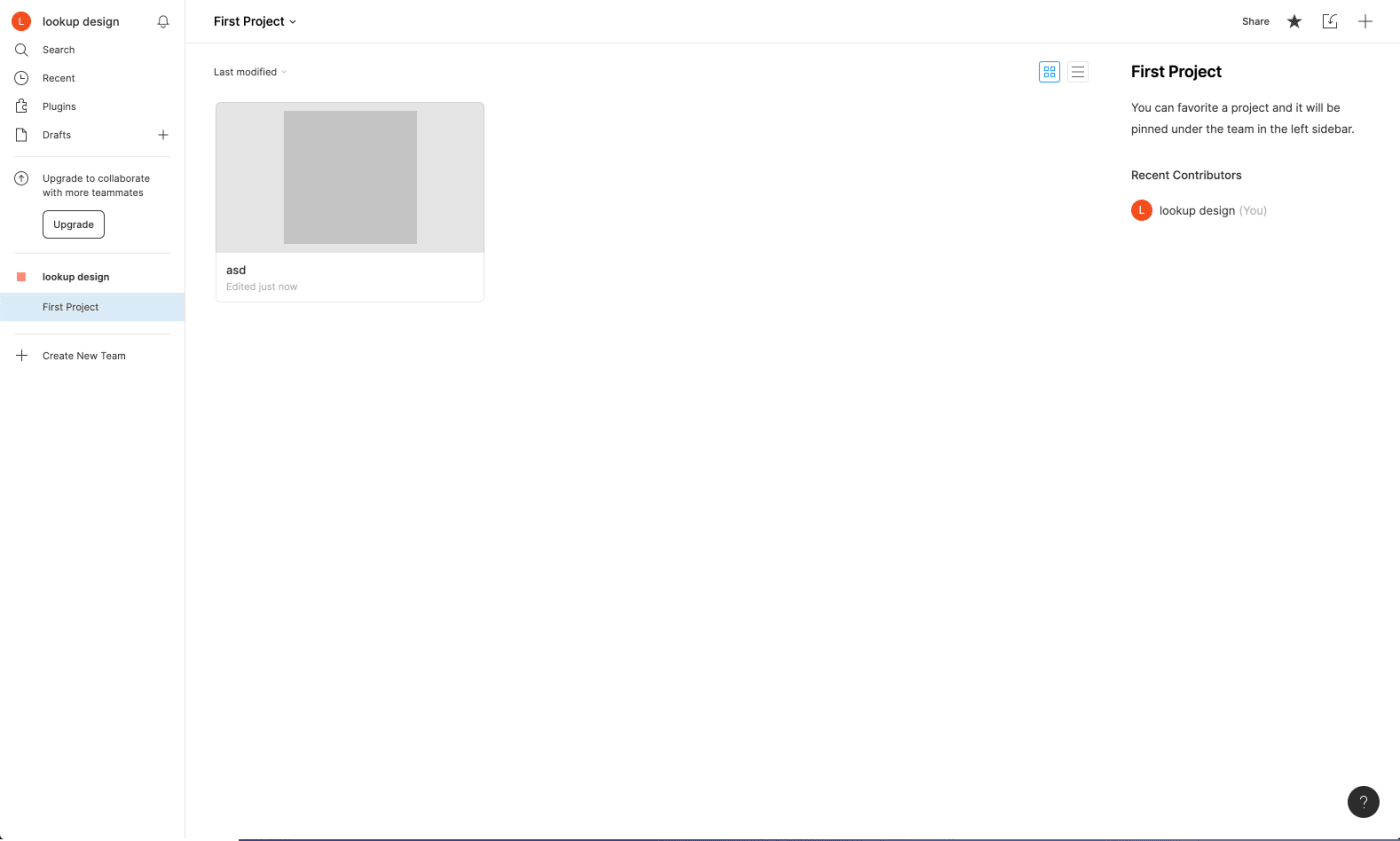 L lookup design
Search
Recent
Plugins
Drafts
Upgrade to collaborate
with more teammates
Upgrade
lookup design
First Project
Create New Team
First Project
Share
Last modified
asd
Edited just now
First Project
You can favorite a project and it will be
pinned under the team in the left sidebar.
Recent Contributors
L lookup design (You)
?